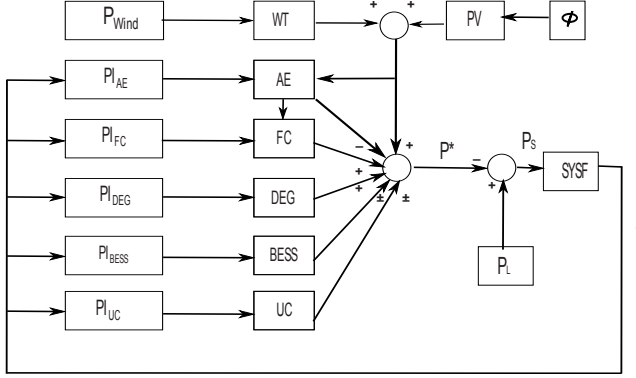 P_Wind WT + + PV Φ
PI_AE AE
PI_FC FC − + P* − P_S
+ + SYSF
PI_DEG DEG + ± ±
PI_BESS BESS P_L
PI_UC UC